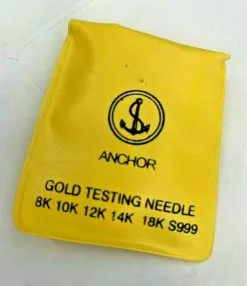 ANCHOR
GOLD TESTING NEEDLE
8K 10K 12K 14K 18K S999